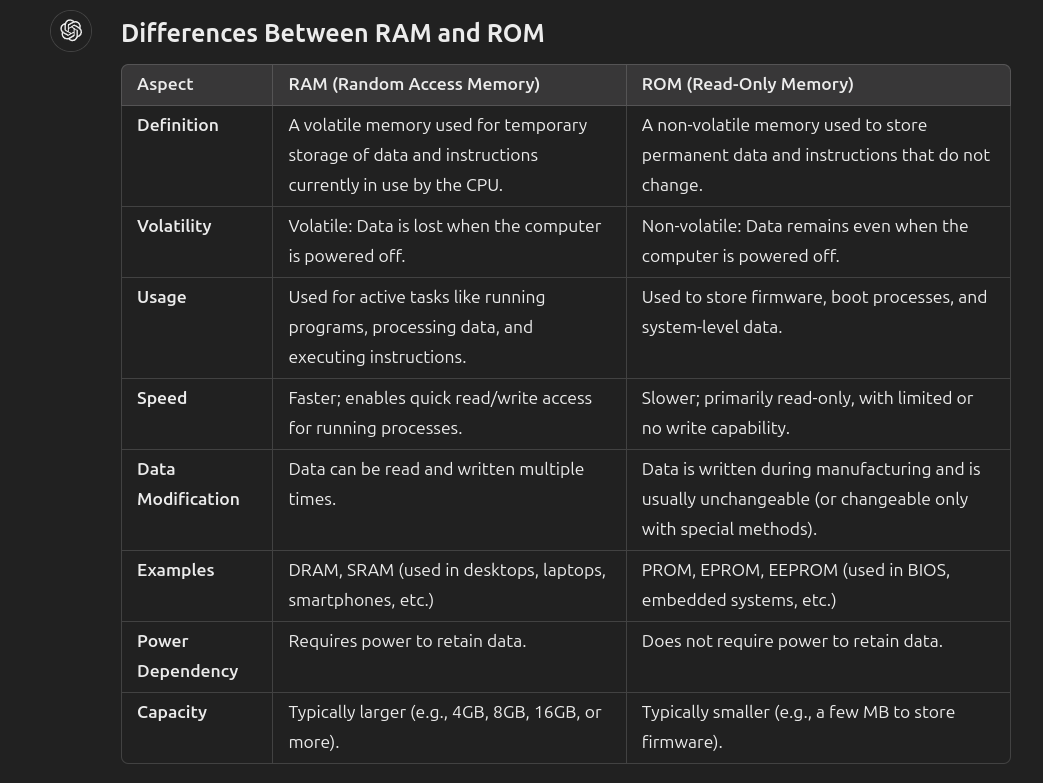 Differences Between RAM and ROM
Aspect
RAM (Random Access Memory)
ROM (Read-Only Memory)
Definition
A volatile memory used for temporary
storage of data and instructions
currently in use by the CPU.
A non-volatile memory used to store
permanent data and instructions that do not
change.
Volatility
Volatile: Data is lost when the computer
is powered off.
Non-volatile: Data remains even when the
computer is powered off.
Usage
Used for active tasks like running
programs, processing data, and
executing instructions.
Used to store firmware, boot processes, and
system-level data.
Speed
Faster; enables quick read/write access
for running processes.
Slower; primarily read-only, with limited or
no write capability.
Data
Modification
Data can be read and written multiple
times.
Data is written during manufacturing and is
usually unchangeable (or changeable only
with special methods).
Examples
DRAM, SRAM (used in desktops, laptops,
smartphones, etc.)
PROM, EPROM, EEPROM (used in BIOS,
embedded systems, etc.)
Power
Dependency
Requires power to retain data.
Does not require power to retain data.
Capacity
Typically larger (e.g., 4GB, 8GB, 16GB, or
more).
Typically smaller (e.g., a few MB to store
firmware).